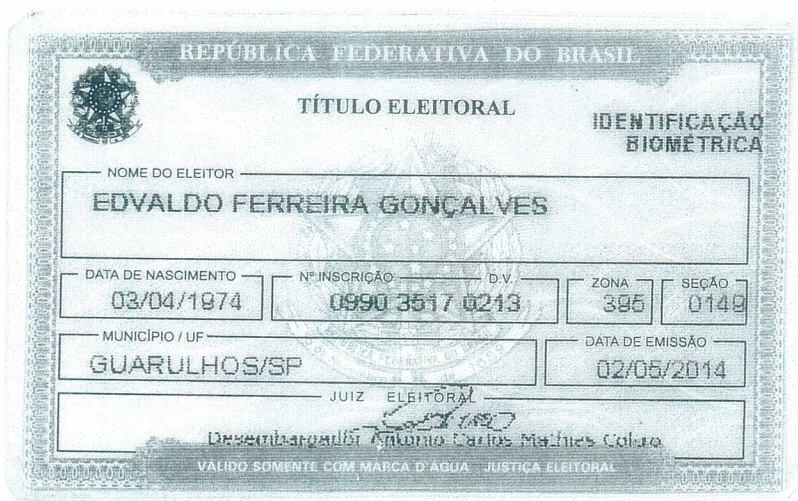 REPÚBLICA FEDERATIVA DO BRASIL
TÍTULO ELEITORAL
IDENTIFICAÇÃO
BIOMÉTRICA
NOME DO ELEITOR
EDVALDO FERREIRA GONÇALVES
DATA DE NASCIMENTO Nº INSCRIÇÃO D.V. ZONA SEÇÃO
03/04/1974 0990 3517 0213 395 0149
MUNICÍPIO / UF DATA DE EMISSÃO
GUARULHOS/SP 02/05/2014
JUIZ ELEITORAL
Desembargador Antônio Carlos Mathias Coltro
VÁLIDO SOMENTE COM MARCA D'ÁGUA JUSTIÇA ELEITORAL